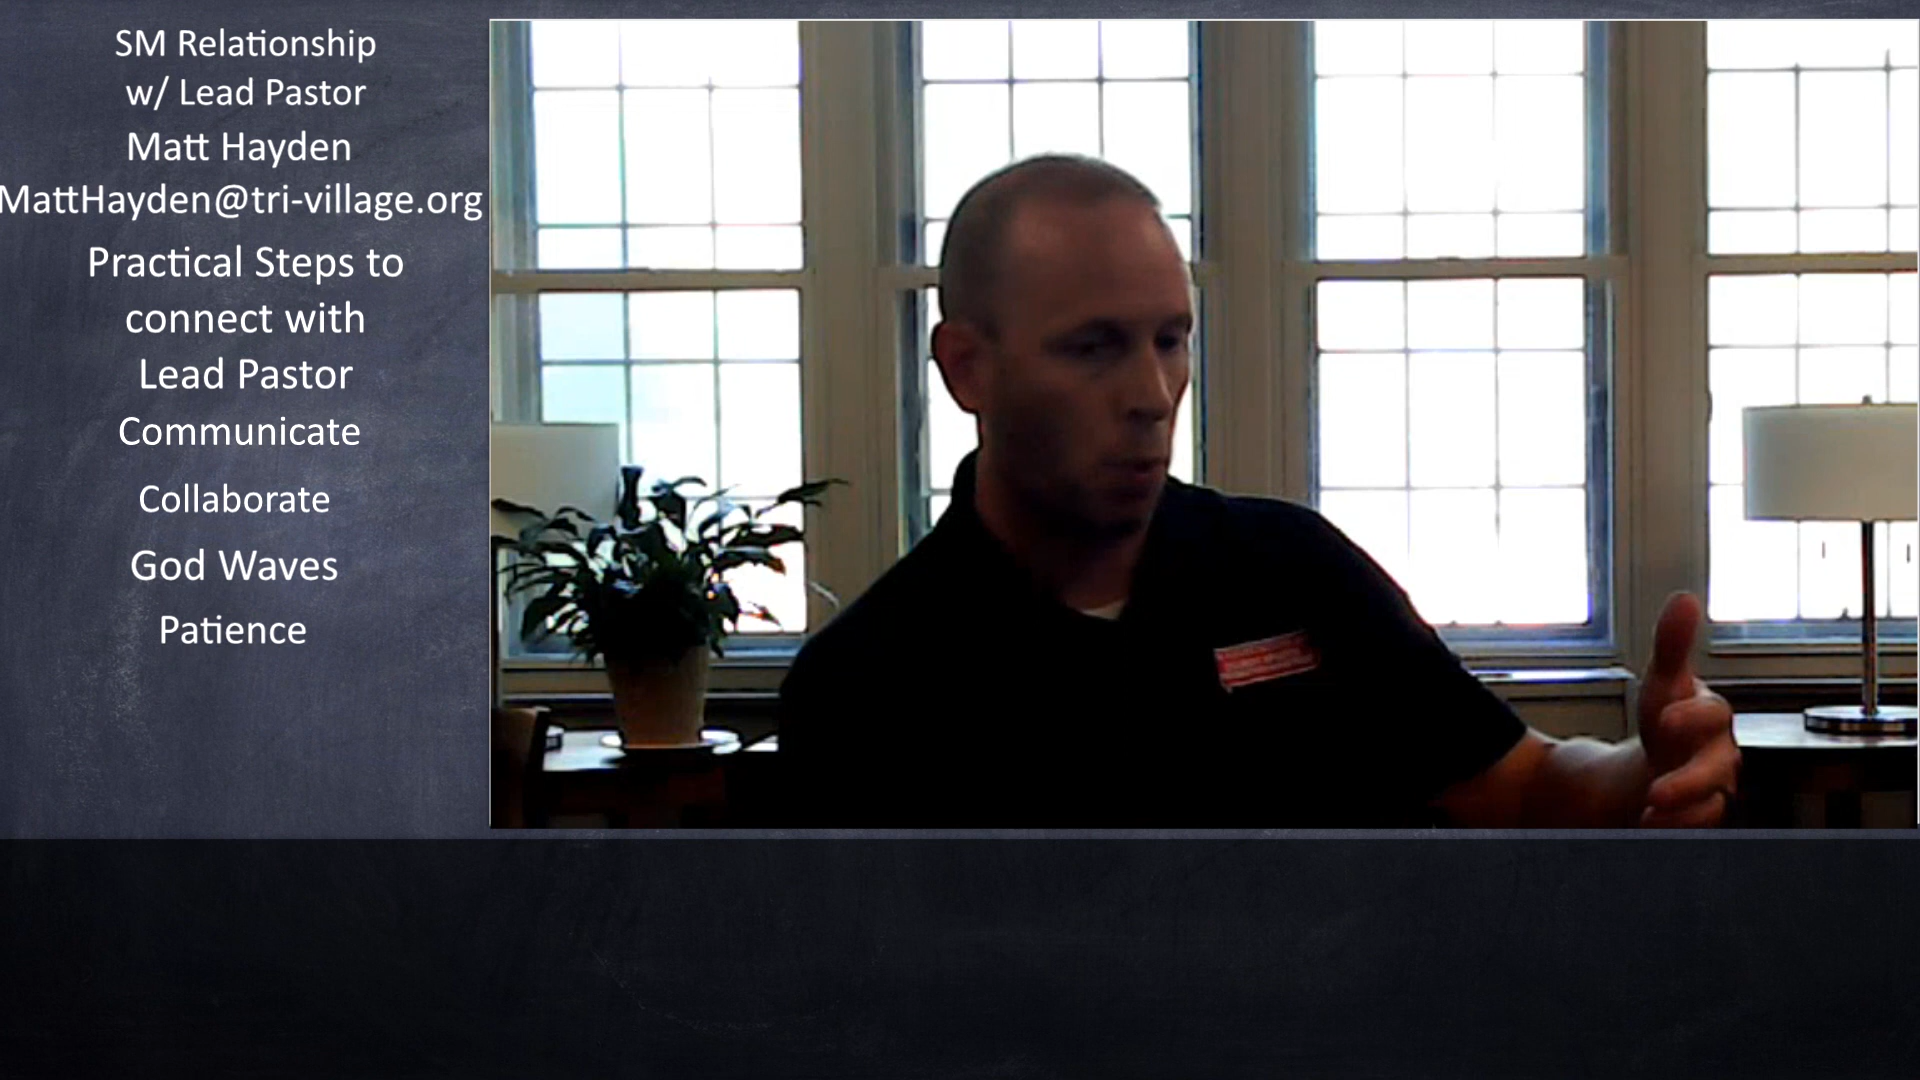 SM Relationship
w/ Lead Pastor
Matt Hayden
MattHayden@tri-village.org
Practical Steps to
connect with
Lead Pastor
Communicate
Collaborate
God Waves
Patience